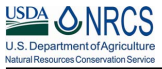 USDA NRCS
U.S. Department of Agriculture
Natural Resources Conservation Service